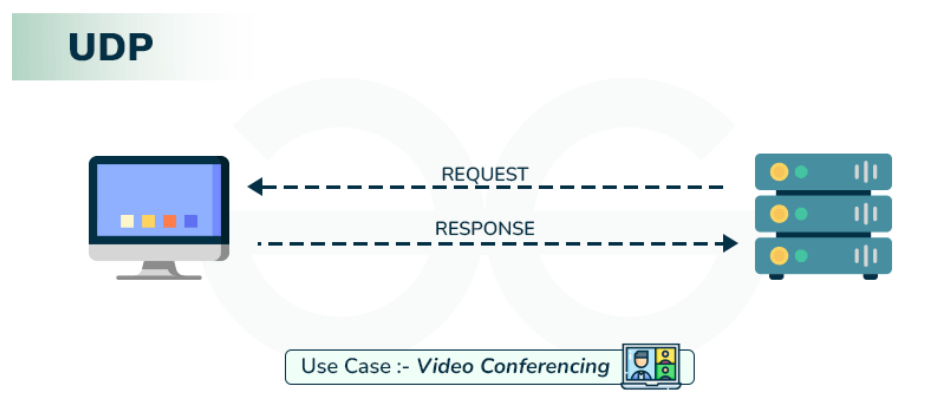 UDP
REQUEST
RESPONSE
Use Case :- Video Conferencing